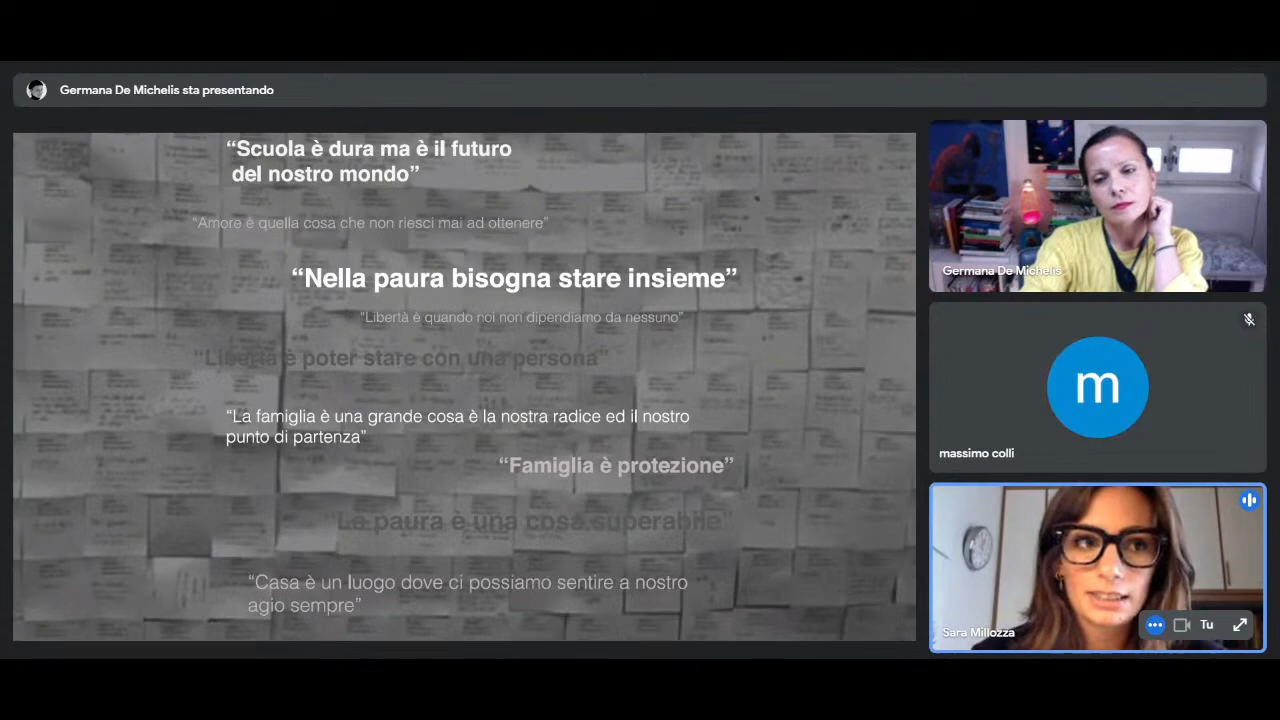 Germana De Michelis sta presentando
“Scuola è dura ma è il futuro
del nostro mondo”
“Amore è quella cosa che non riesci mai ad ottenere”
“Nella paura bisogna stare insieme”
“Libertà è quando noi non dipendiamo da nessuno”
“Libertà è poter stare con una persona”
“La famiglia è una grande cosa è la nostra radice ed il nostro
punto di partenza”
“Famiglia è protezione”
“La paura è una cosa superabile”
“Casa è un luogo dove ci possiamo sentire a nostro
agio sempre”
Germana De Michelis
m
massimo colli
Sara Millozza
Tu